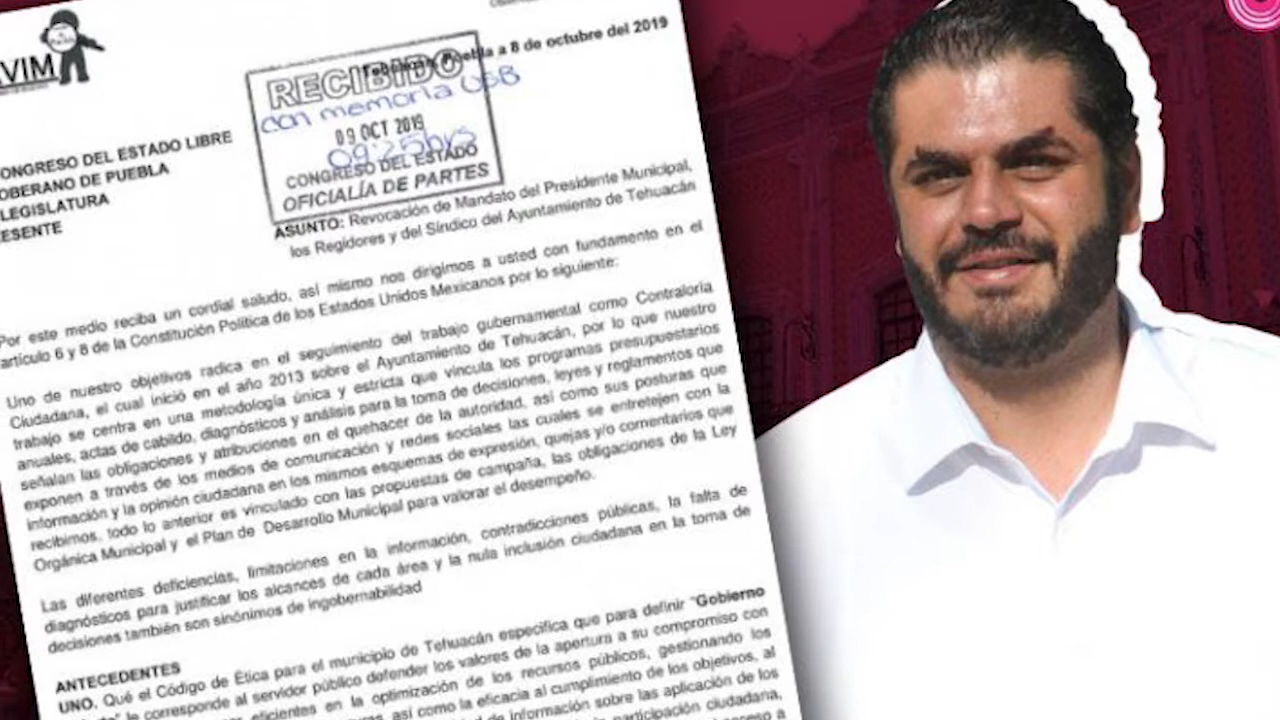 AVIM
Puebla a 8 de octubre del 2019
RECIBIDO
con memoria USB
09 OCT 2019
09:25hrs
CONGRESO DEL ESTADO
OFICIALÍA DE PARTES
CONGRESO DEL ESTADO LIBRE
SOBERANO DE PUEBLA
LEGISLATURA
ESENTE
ASUNTO: Revocación de Mandato del Presidente Municipal,
los Regidores y del Síndico del Ayuntamiento de Tehuacán
Por este medio reciba un cordial saludo, así mismo nos dirigimos a usted con fundamento en el
artículo 6 y 8 de la Constitución Política de los Estados Unidos Mexicanos por lo siguiente:
Uno de nuestro objetivos radica en el seguimiento del trabajo gubernamental como Contraloría
Ciudadana, el cual inició en el año 2013 sobre el Ayuntamiento de Tehuacán, por lo que nuestro
trabajo se centra en una metodología única y estricta que vincula los programas presupuestarios
anuales, actas de cabildo, diagnósticos y análisis para la toma de decisiones, leyes y reglamentos que
señalan las obligaciones y atribuciones en el quehacer de la autoridad, así como sus posturas que
exponen a través de los medios de comunicación y redes sociales las cuales se entretejen con la
información y la opinión ciudadana en los mismos esquemas de expresión, quejas y/o comentarios que
recibimos, todo lo anterior es vinculado con las propuestas de campaña, las obligaciones de la Ley
Orgánica Municipal y el Plan de Desarrollo Municipal para valorar el desempeño.
Las diferentes deficiencias, limitaciones en la información, contradicciones públicas, la falta de
diagnósticos para justificar los alcances de cada área y la nula inclusión ciudadana en la toma de
decisiones también son sinónimos de ingobernabilidad
ANTECEDENTES
UNO. Qué el Código de Ética para el municipio de Tehuacán especifica que para definir "Gobierno
le corresponde al servidor público defender los valores de la apertura a su compromiso con
eficientes en la optimización de los recursos públicos, gestionando los
así como la eficacia al cumplimiento de los objetivos, al
de información sobre las aplicación de los
participación ciudadana,